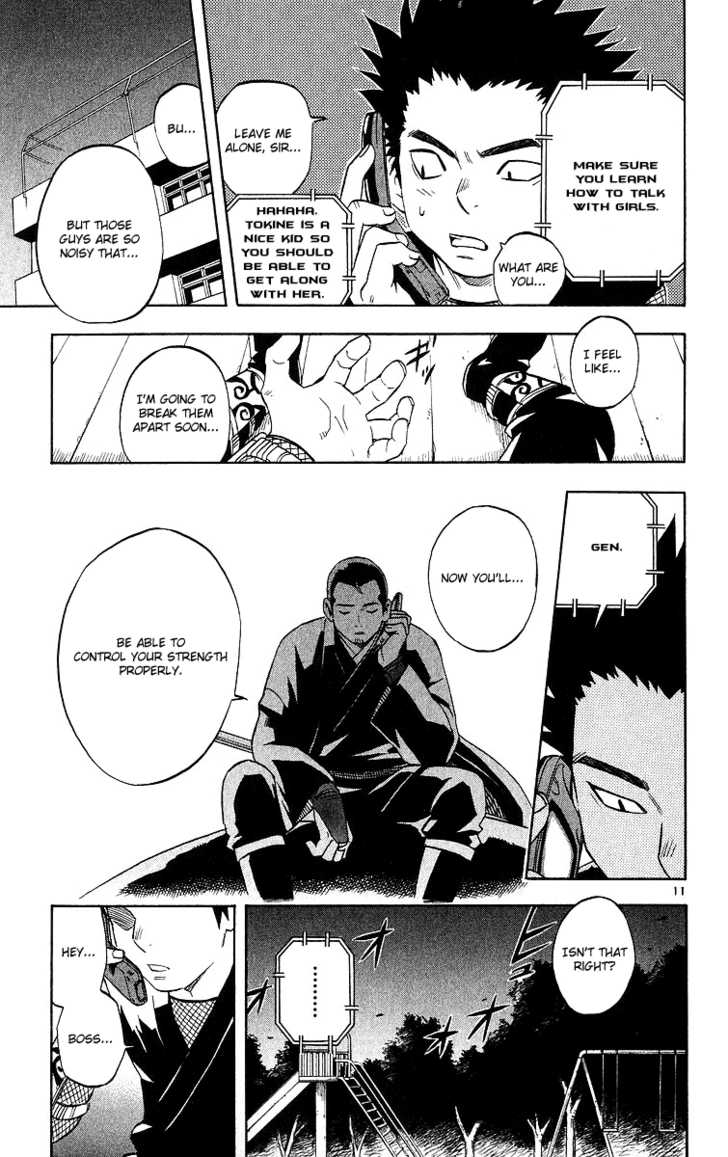 MAKE SURE
YOU LEARN
HOW TO TALK
WITH GIRLS.
WHAT ARE
YOU...
LEAVE ME
ALONE, SIR...
HAHAHA.
TOKINE IS A
NICE KID SO
YOU SHOULD
BE ABLE TO
GET ALONG
WITH HER.
BU...
BUT THOSE
GUYS ARE SO
NOISY THAT...
I FEEL
LIKE...
I'M GOING TO
BREAK THEM
APART SOON...
GEN.
NOW YOU'LL...
BE ABLE TO
CONTROL YOUR STRENGTH
PROPERLY.
11
ISN'T THAT
RIGHT?
........
HEY...
BOSS...